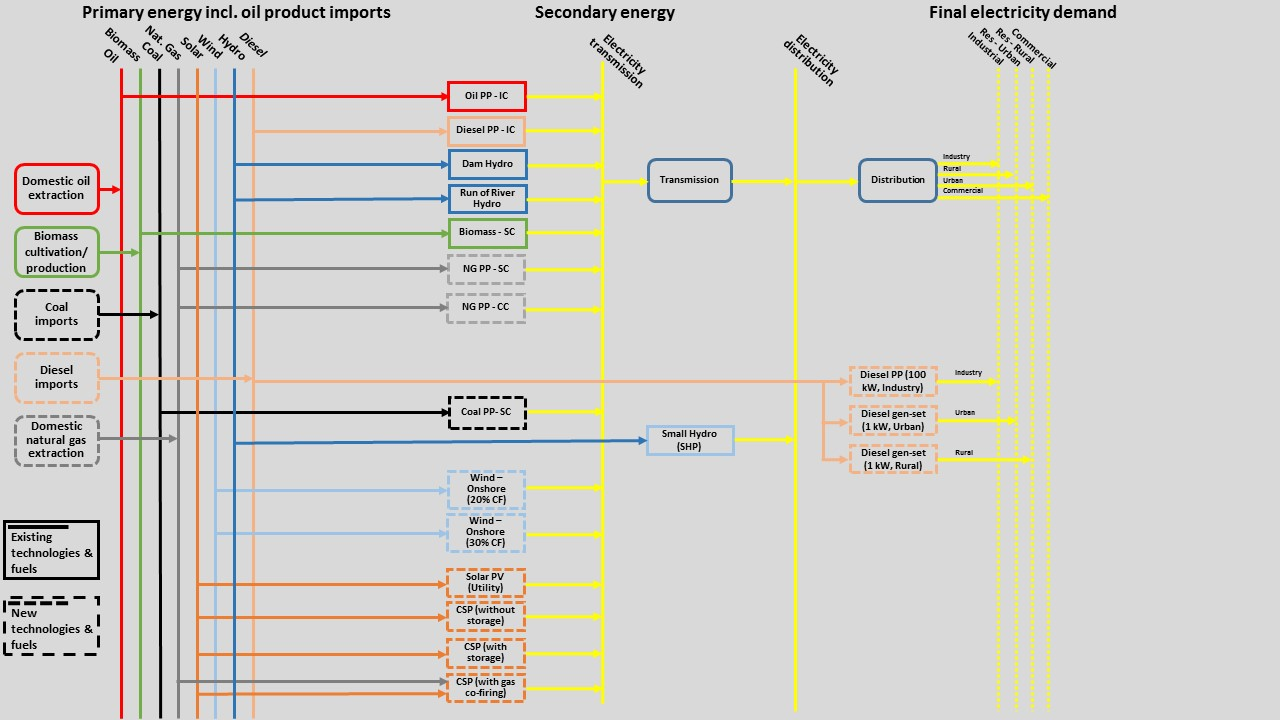 Primary energy incl. oil product imports
Secondary energy
Final electricity demand
Oil
Biomass
Coal
Nat. Gas
Solar
Wind
Hydro
Diesel
Electricity
transmission
Electricity
distribution
Industrial
Res - Urban
Res - Rural
Commercial
Oil PP - IC
Diesel PP - IC
Dam Hydro
Run of River
Hydro
Biomass - SC
NG PP - SC
NG PP - CC
Transmission
Distribution
Industry
Rural
Urban
Commercial
Domestic oil
extraction
Biomass
cultivation/
production
Coal
imports
Diesel
imports
Domestic
natural gas
extraction
Coal PP- SC
Small Hydro
(SHP)
Diesel PP (100
kW, Industry)
Industry
Diesel gen-set
(1 kW, Urban)
Urban
Diesel gen-set
(1 kW, Rural)
Rural
Wind –
Onshore
(20% CF)
Wind –
Onshore
(30% CF)
Solar PV
(Utility)
CSP (without
storage)
CSP (with
storage)
CSP (with gas
co-firing)
Existing
technologies &
fuels
New
technologies &
fuels